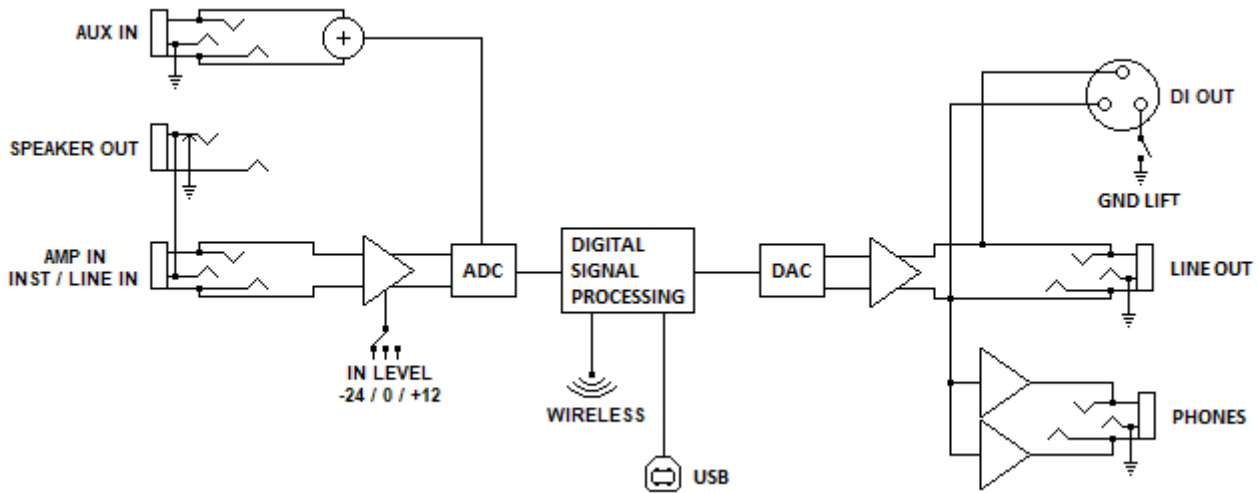 AUX IN
SPEAKER OUT
AMP IN
INST / LINE IN
IN LEVEL
-24 / 0 / +12
ADC
DIGITAL
SIGNAL
PROCESSING
WIRELESS
USB
DAC
DI OUT
GND LIFT
LINE OUT
PHONES